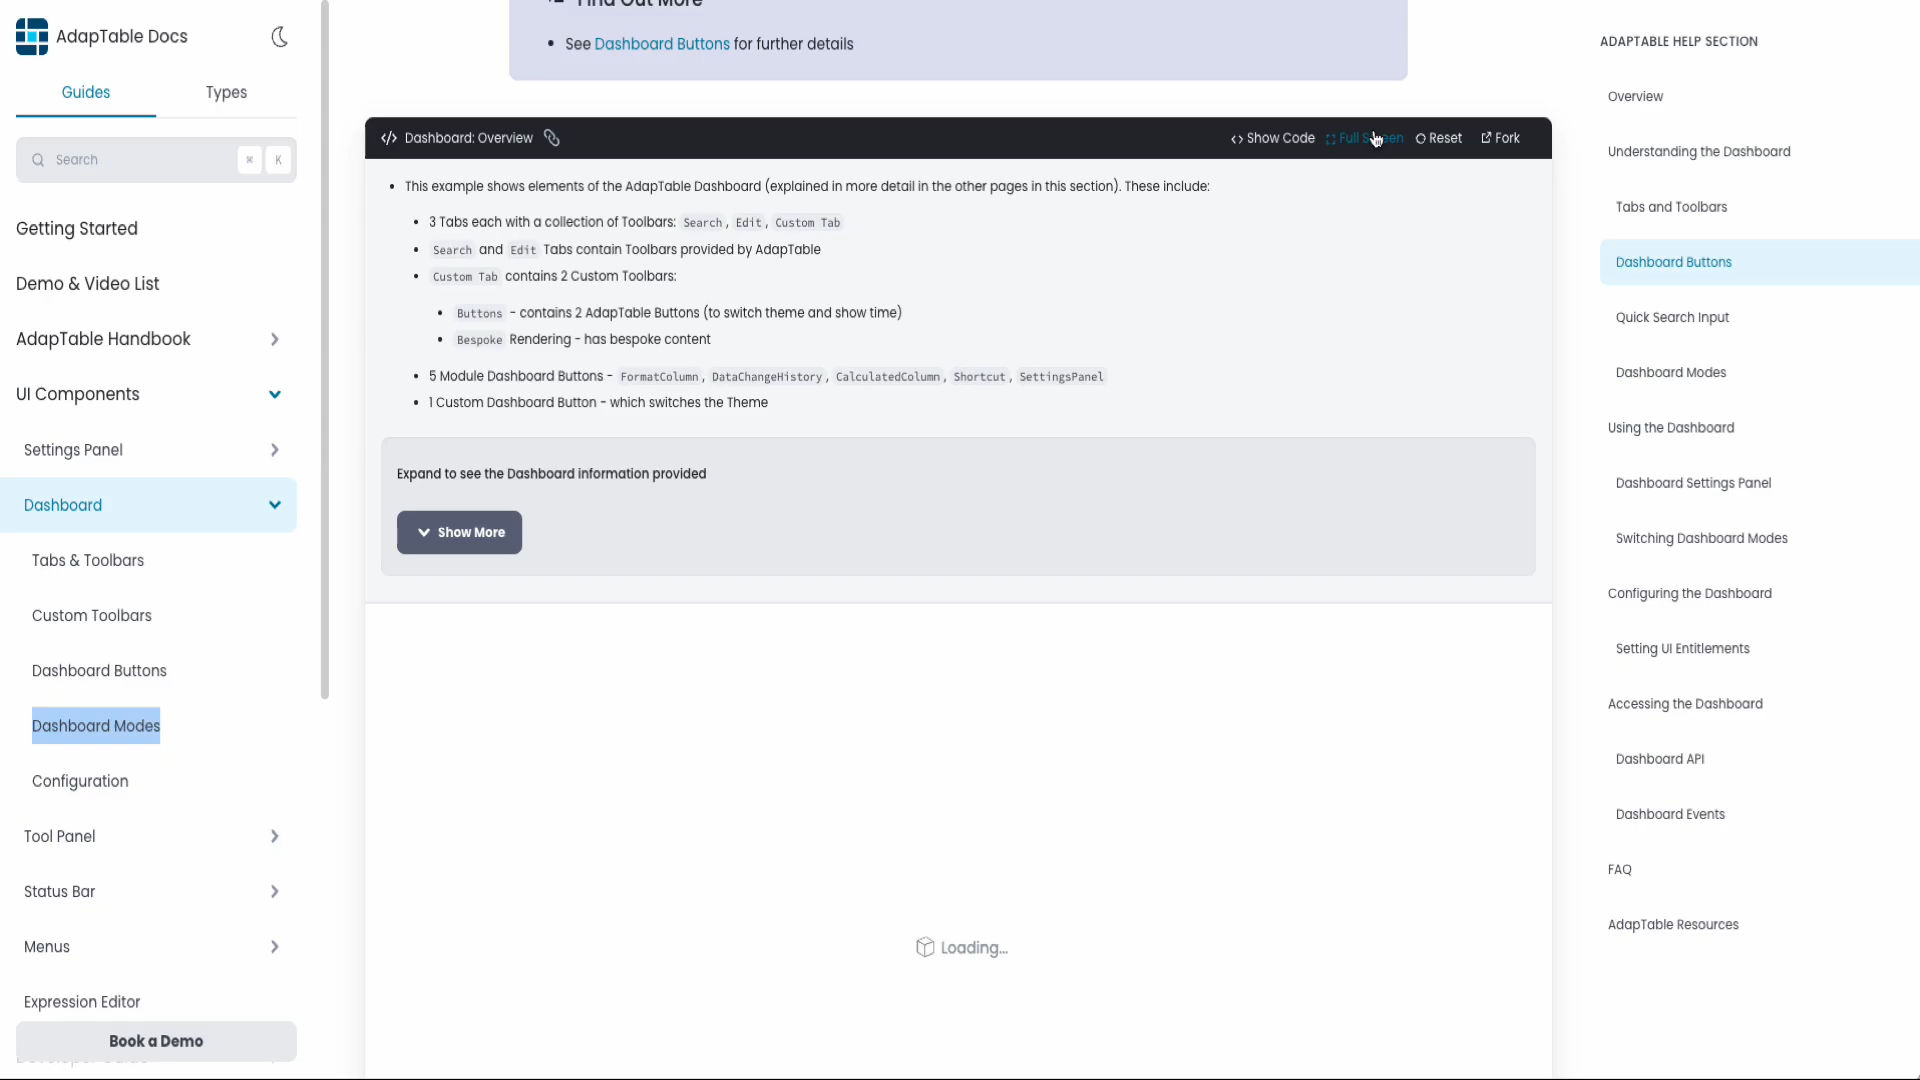 AdapTable Docs
Guides
Types
Search
⌘
K
Getting Started
Demo & Video List
AdapTable Handbook
UI Components
Settings Panel
Dashboard
Tabs & Toolbars
Custom Toolbars
Dashboard Buttons
Dashboard Modes
Configuration
Tool Panel
Status Bar
Menus
Expression Editor
Book a Demo
Find Out More
• See Dashboard Buttons for further details
</> Dashboard: Overview
<> Show Code
Full Screen
Reset
Fork
• This example shows elements of the AdapTable Dashboard (explained in more detail in the other pages in this section). These include:
• 3 Tabs each with a collection of Toolbars: Search, Edit, Custom Tab
• Search and Edit Tabs contain Toolbars provided by AdapTable
• Custom Tab contains 2 Custom Toolbars:
• Buttons - contains 2 AdapTable Buttons (to switch theme and show time)
• Bespoke Rendering - has bespoke content
• 5 Module Dashboard Buttons - FormatColumn, DataChangeHistory, CalculatedColumn, Shortcut, SettingsPanel
• 1 Custom Dashboard Button - which switches the Theme
Expand to see the Dashboard information provided
Show More
Loading...
ADAPTABLE HELP SECTION
Overview
Understanding the Dashboard
Tabs and Toolbars
Dashboard Buttons
Quick Search Input
Dashboard Modes
Using the Dashboard
Dashboard Settings Panel
Switching Dashboard Modes
Configuring the Dashboard
Setting UI Entitlements
Accessing the Dashboard
Dashboard API
Dashboard Events
FAQ
AdapTable Resources